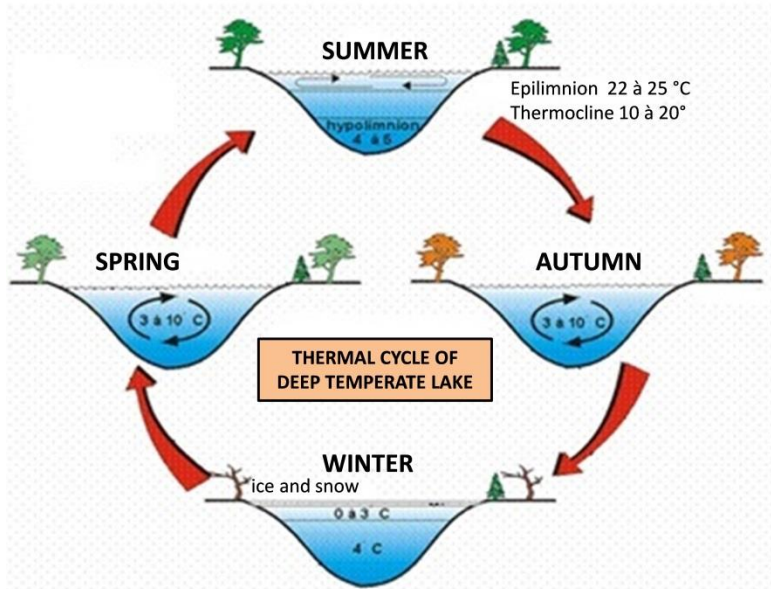 SUMMER
Epilimnion 22 à 25 °C
Thermocline 10 à 20°
hypolimnion
4 à 5
SPRING
AUTUMN
3 à 10° C
3 à 10° C
THERMAL CYCLE OF
DEEP TEMPERATE LAKE
WINTER
ice and snow
0 à 3° C
4° C